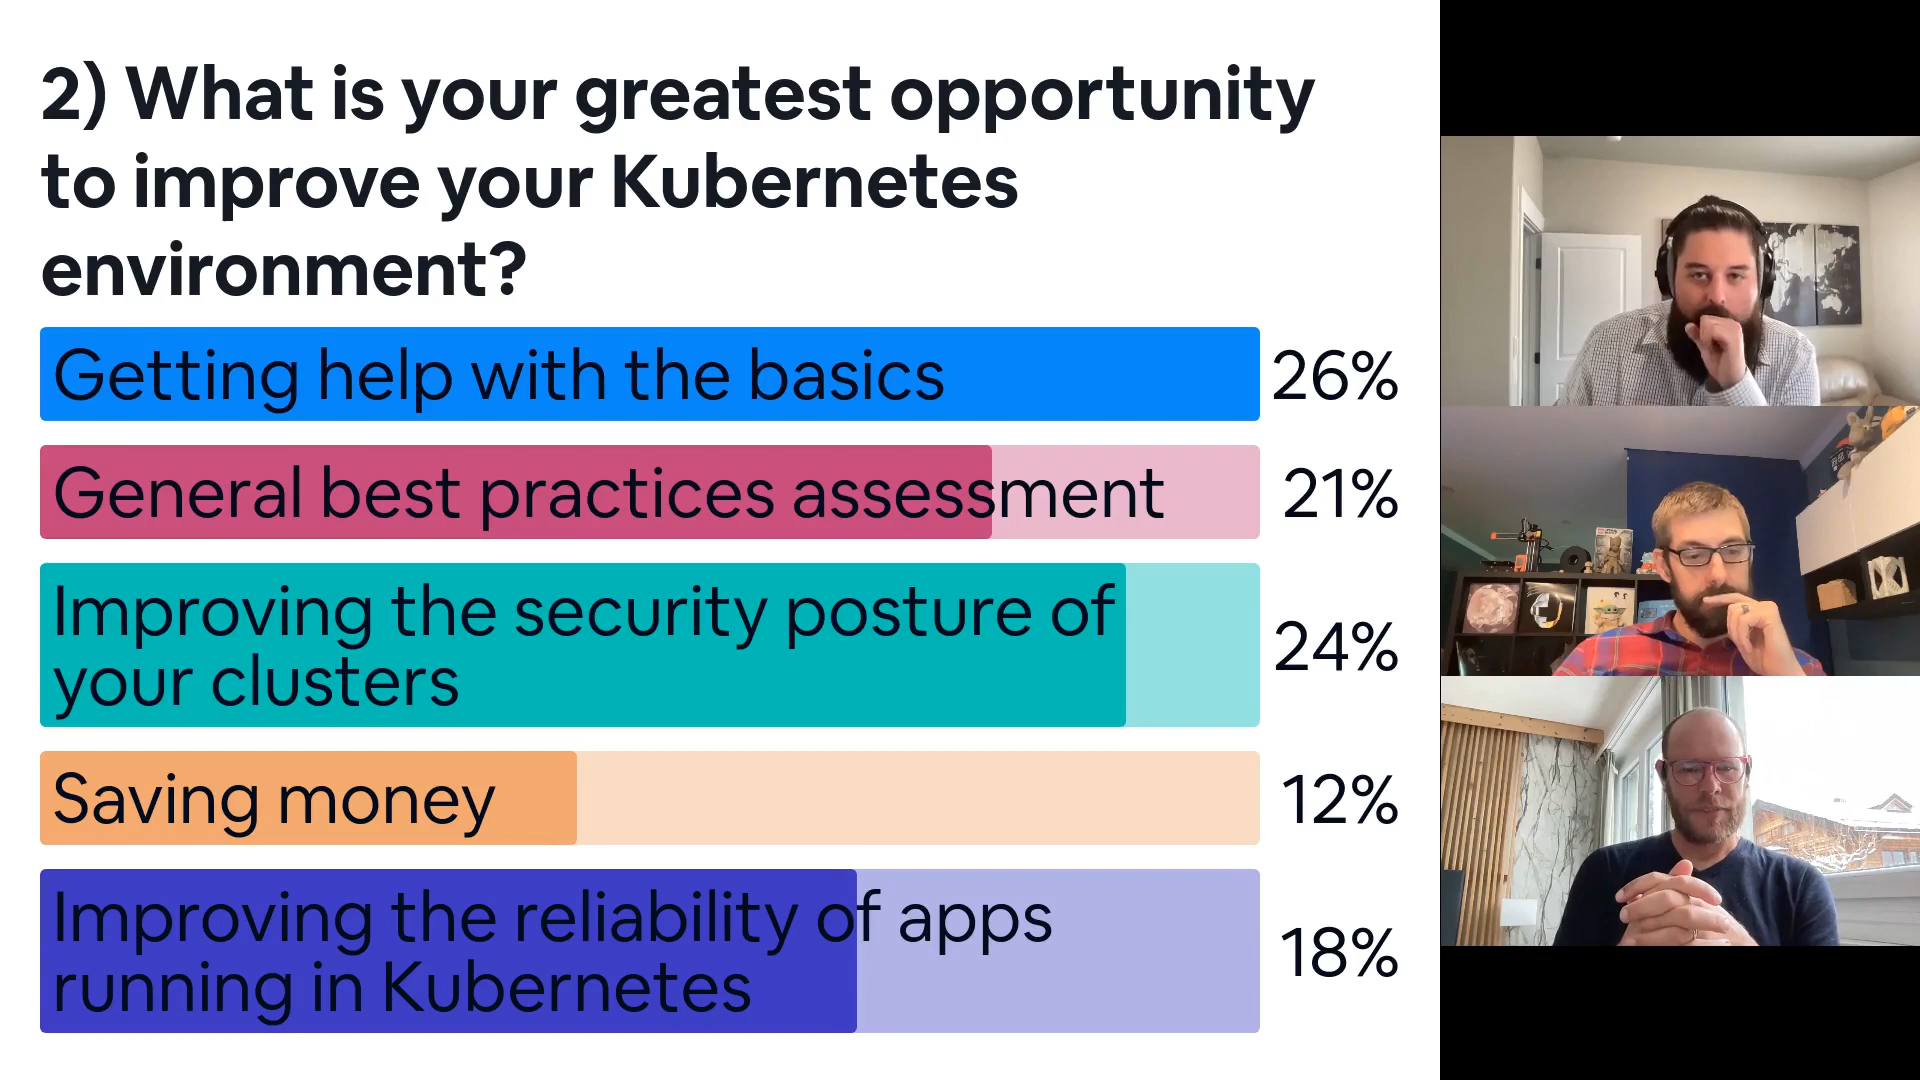 2) What is your greatest opportunity
to improve your Kubernetes
environment?
Getting help with the basics 26%
General best practices assessment 21%
Improving the security posture of
your clusters 24%
Saving money 12%
Improving the reliability of apps
running in Kubernetes 18%